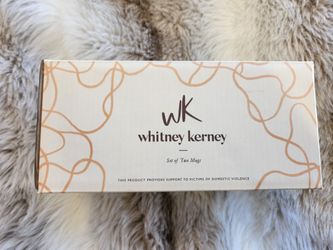 WK
whitney kerney
Set of Two Mugs
THIS PRODUCT PROVIDES SUPPORT TO VICTIMS OF DOMESTIC VIOLENCE